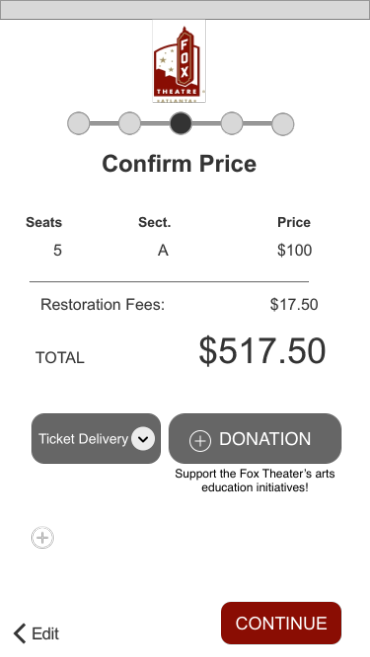 FOX
THEATRE
ATLANTA
Confirm Price
Seats Sect. Price
5 A $100
Restoration Fees: $17.50
TOTAL $517.50
Ticket Delivery
DONATION
Support the Fox Theater's arts
education initiatives!
Edit
CONTINUE